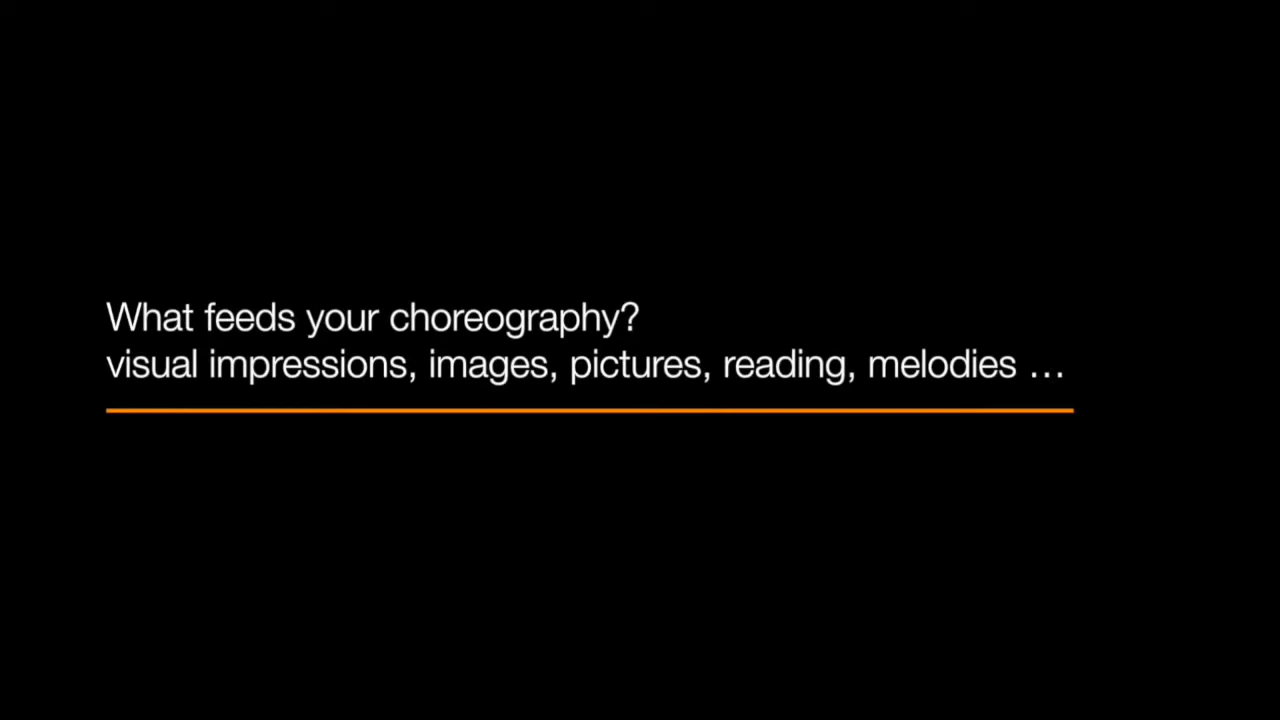 What feeds your choreography?
visual impressions, images, pictures, reading, melodies ...